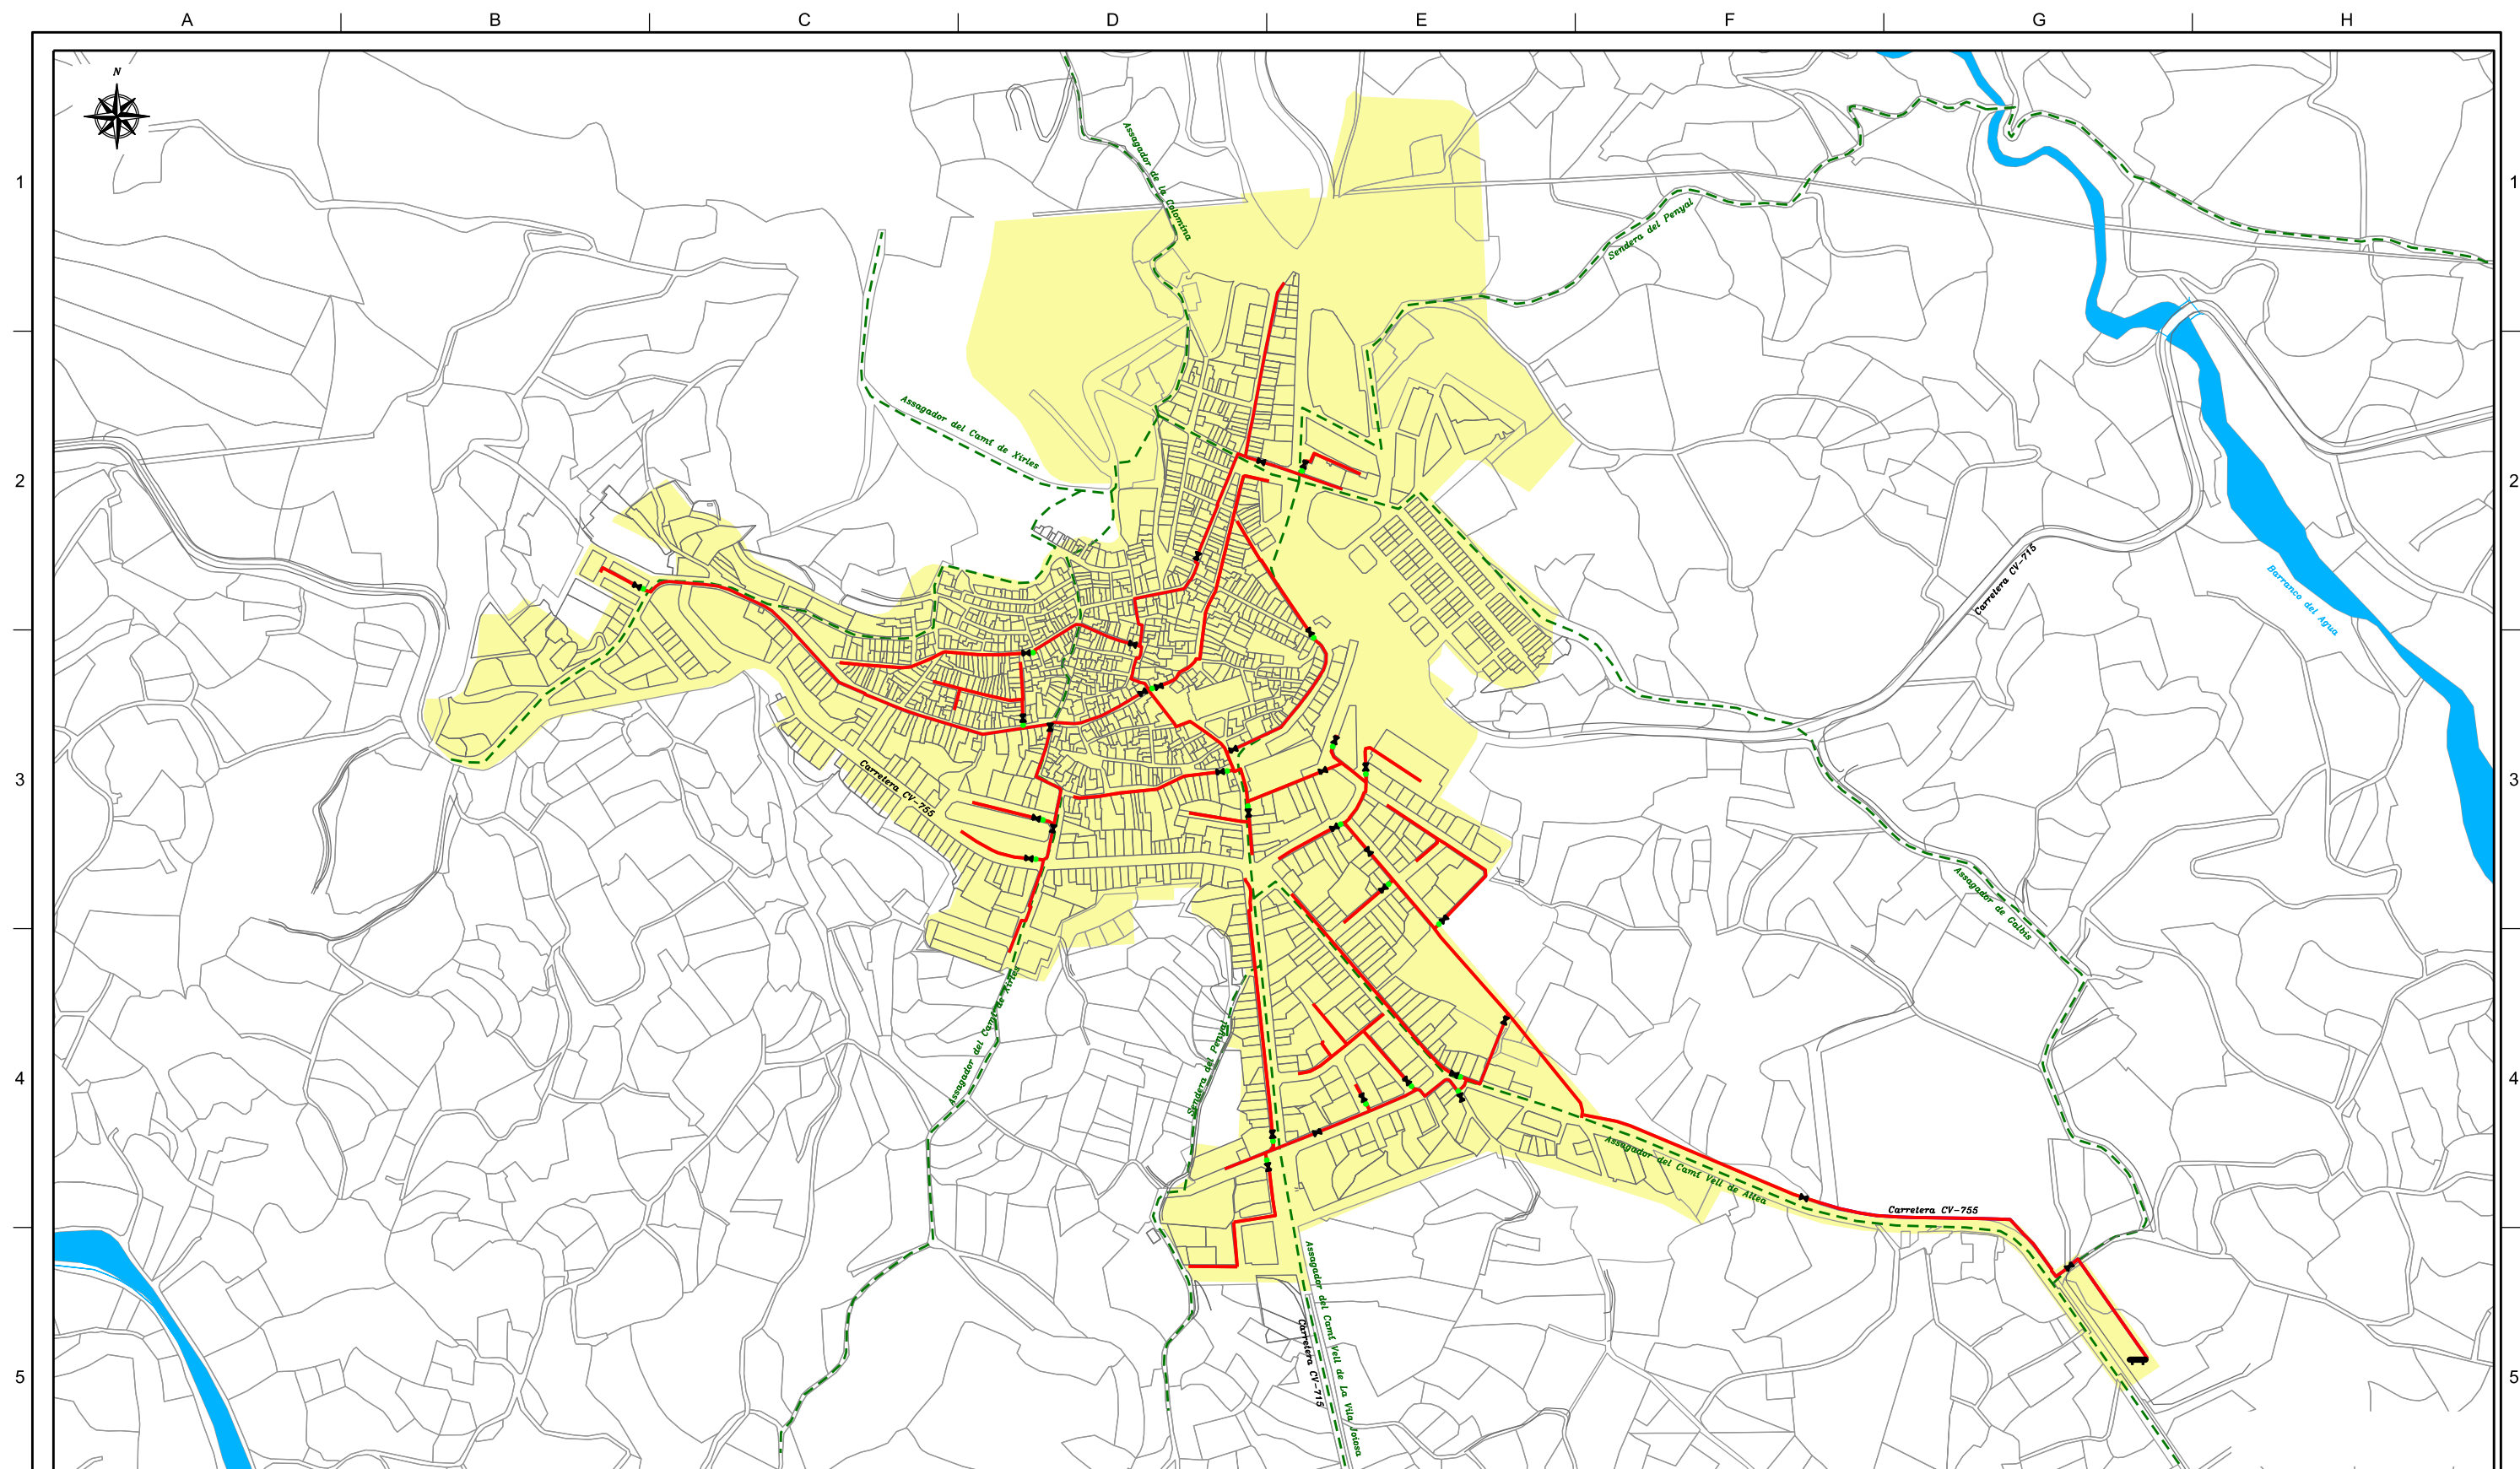 A B C D E F G H
N
1 1
2 2
3 3
4 4
5 5
Assagador de la Colomina
Sendera del Penyal
Assagador del Camí de Xirles
Carretera CV-715
Barranco del Agua
Carretera CV-755
Assagador de Galbis
Assagador del Camí de Xirles
Sendera del Penyal
Assagador del Camí Vell de Altea
Carretera CV-755
Assagador del Camí Vell de La Vila Joiosa
Carretera CV-715